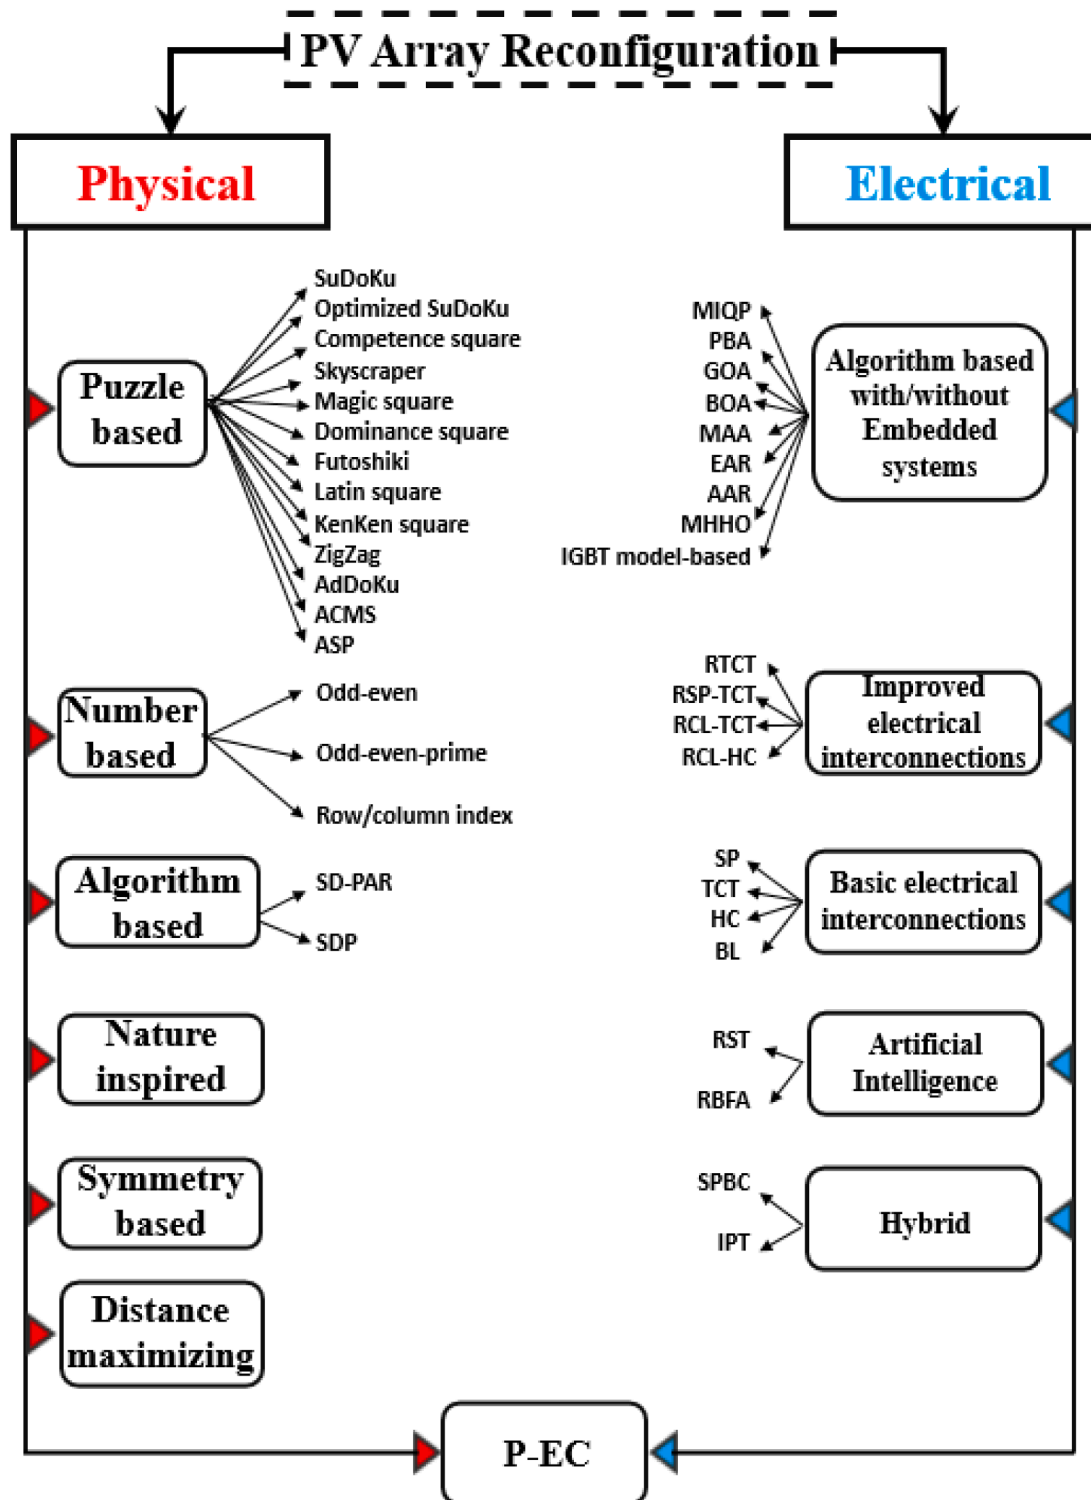 PV Array Reconfiguration
Physical
Electrical
Puzzle
based
SuDoKu
Optimized SuDoKu
Competence square
Skyscraper
Magic square
Dominance square
Futoshiki
Latin square
KenKen square
ZigZag
AdDoKu
ACMS
ASP
Number
based
Odd-even
Odd-even-prime
Row/column index
Algorithm
based
SD-PAR
SDP
Nature
inspired
Symmetry
based
Distance
maximizing
MIQP
PBA
GOA
BOA
MAA
EAR
AAR
MHHO
IGBT model-based
Algorithm based
with/without
Embedded
systems
RTCT
RSP-TCT
RCL-TCT
RCL-HC
Improved
electrical
interconnections
SP
TCT
HC
BL
Basic electrical
interconnections
RST
RBFA
Artificial
Intelligence
SPBC
IPT
Hybrid
P-EC